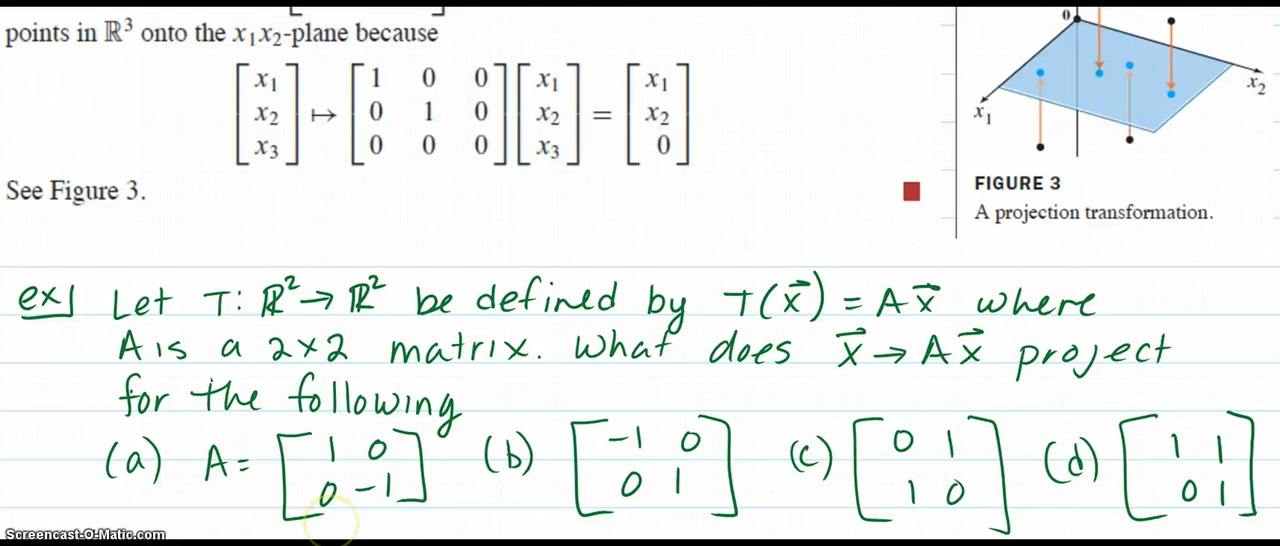 points in ℝ³ onto the x₁x₂-plane because
[x₁ x₂ x₃] ↦ [1 0 0; 0 1 0; 0 0 0] [x₁ x₂ x₃] = [x₁ x₂ 0]
See Figure 3.
0
x₂
x₁
FIGURE 3
A projection transformation.
ex1 Let T: ℝ² → ℝ² be defined by T(x⃗) = Ax⃗ where
A is a 2x2 matrix. What does x⃗ → Ax⃗ project
for the following
(a) A = [1 0; 0 -1] (b) [-1 0; 0 1] (c) [0 1; 1 0] (d) [1 1; 0 1]
Screencast-O-Matic.com